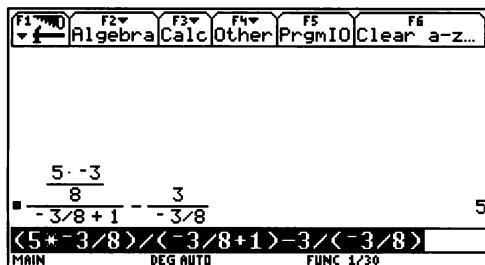 F1 F2 F3 F4 F5 F6
Algebra Calc Other PrgmIO Clear a-z…
5·-3
8
-3/8 + 1
-
3
-3/8
5
(5*-3/8)/(-3/8+1)-3/(-3/8)
MAIN DEG AUTO FUNC 1/30